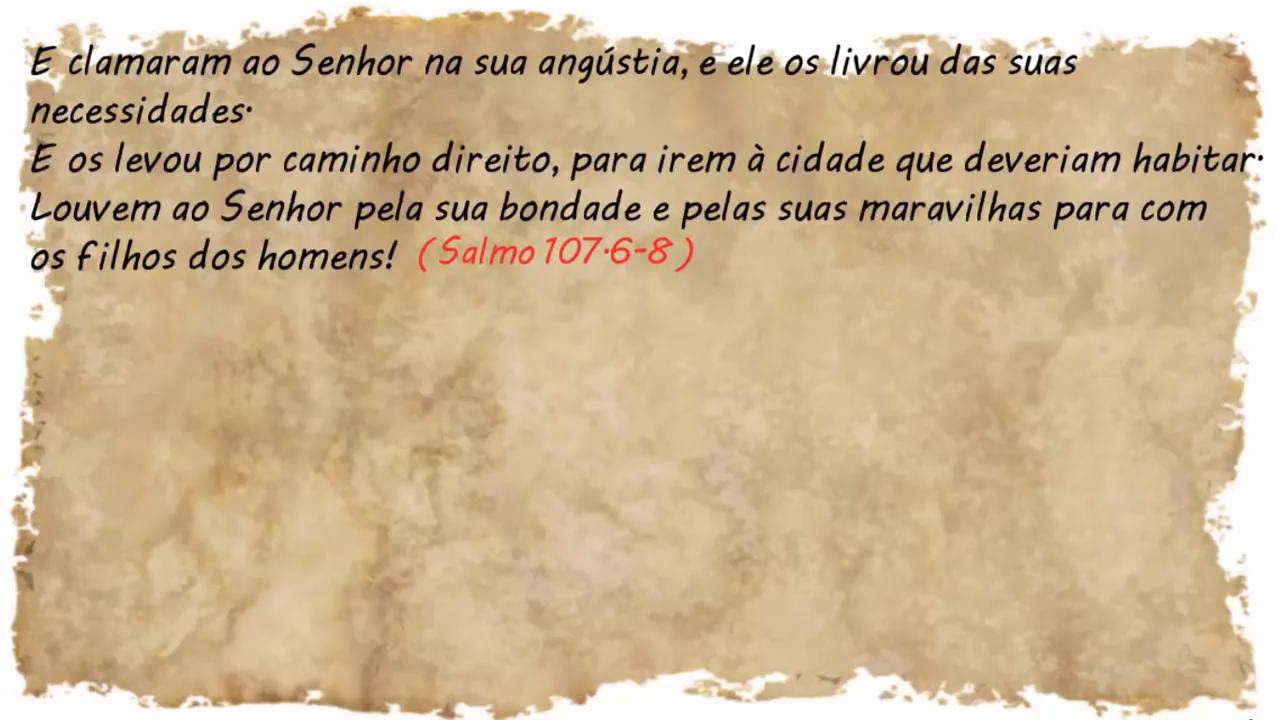 E clamaram ao Senhor na sua angústia, e ele os livrou das suas
necessidades·
E os levou por caminho direito, para irem à cidade que deveriam habitar·
Louvem ao Senhor pela sua bondade e pelas suas maravilhas para com
os filhos dos homens! (Salmo 107·6-8)